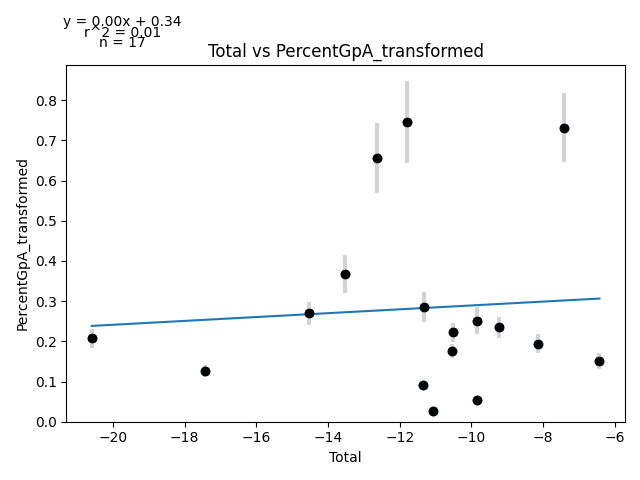 y = 0.00x + 0.34
r^2 = 0.01
n = 17
Total vs PercentGpA_transformed
PercentGpA_transformed
0.8
0.7
0.6
0.5
0.4
0.3
0.2
0.1
0.0
−20 −18 −16 −14 −12 −10 −8 −6
Total